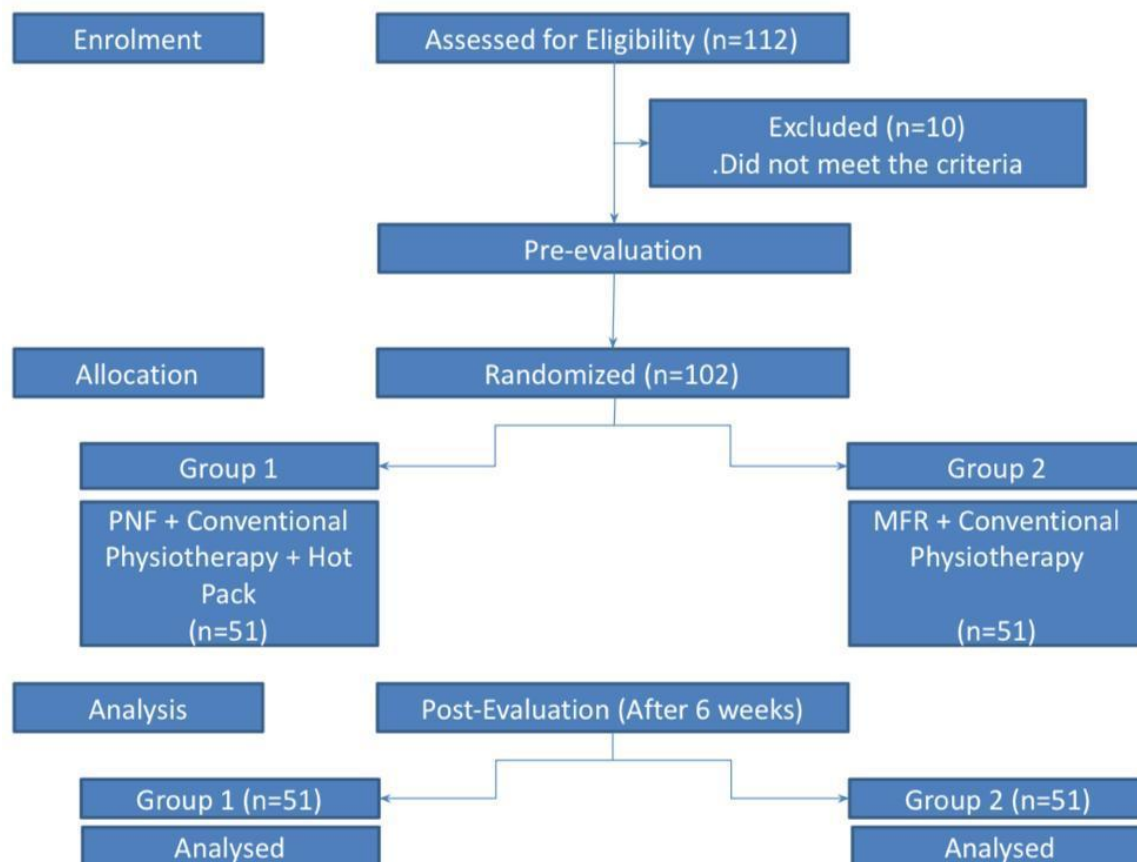 Enrolment
Assessed for Eligibility (n=112)
Excluded (n=10)
.Did not meet the criteria
Pre-evaluation
Allocation
Randomized (n=102)
Group 1
Group 2
PNF + Conventional
Physiotherapy + Hot
Pack
(n=51)
MFR + Conventional
Physiotherapy
(n=51)
Analysis
Post-Evaluation (After 6 weeks)
Group 1 (n=51)
Group 2 (n=51)
Analysed
Analysed